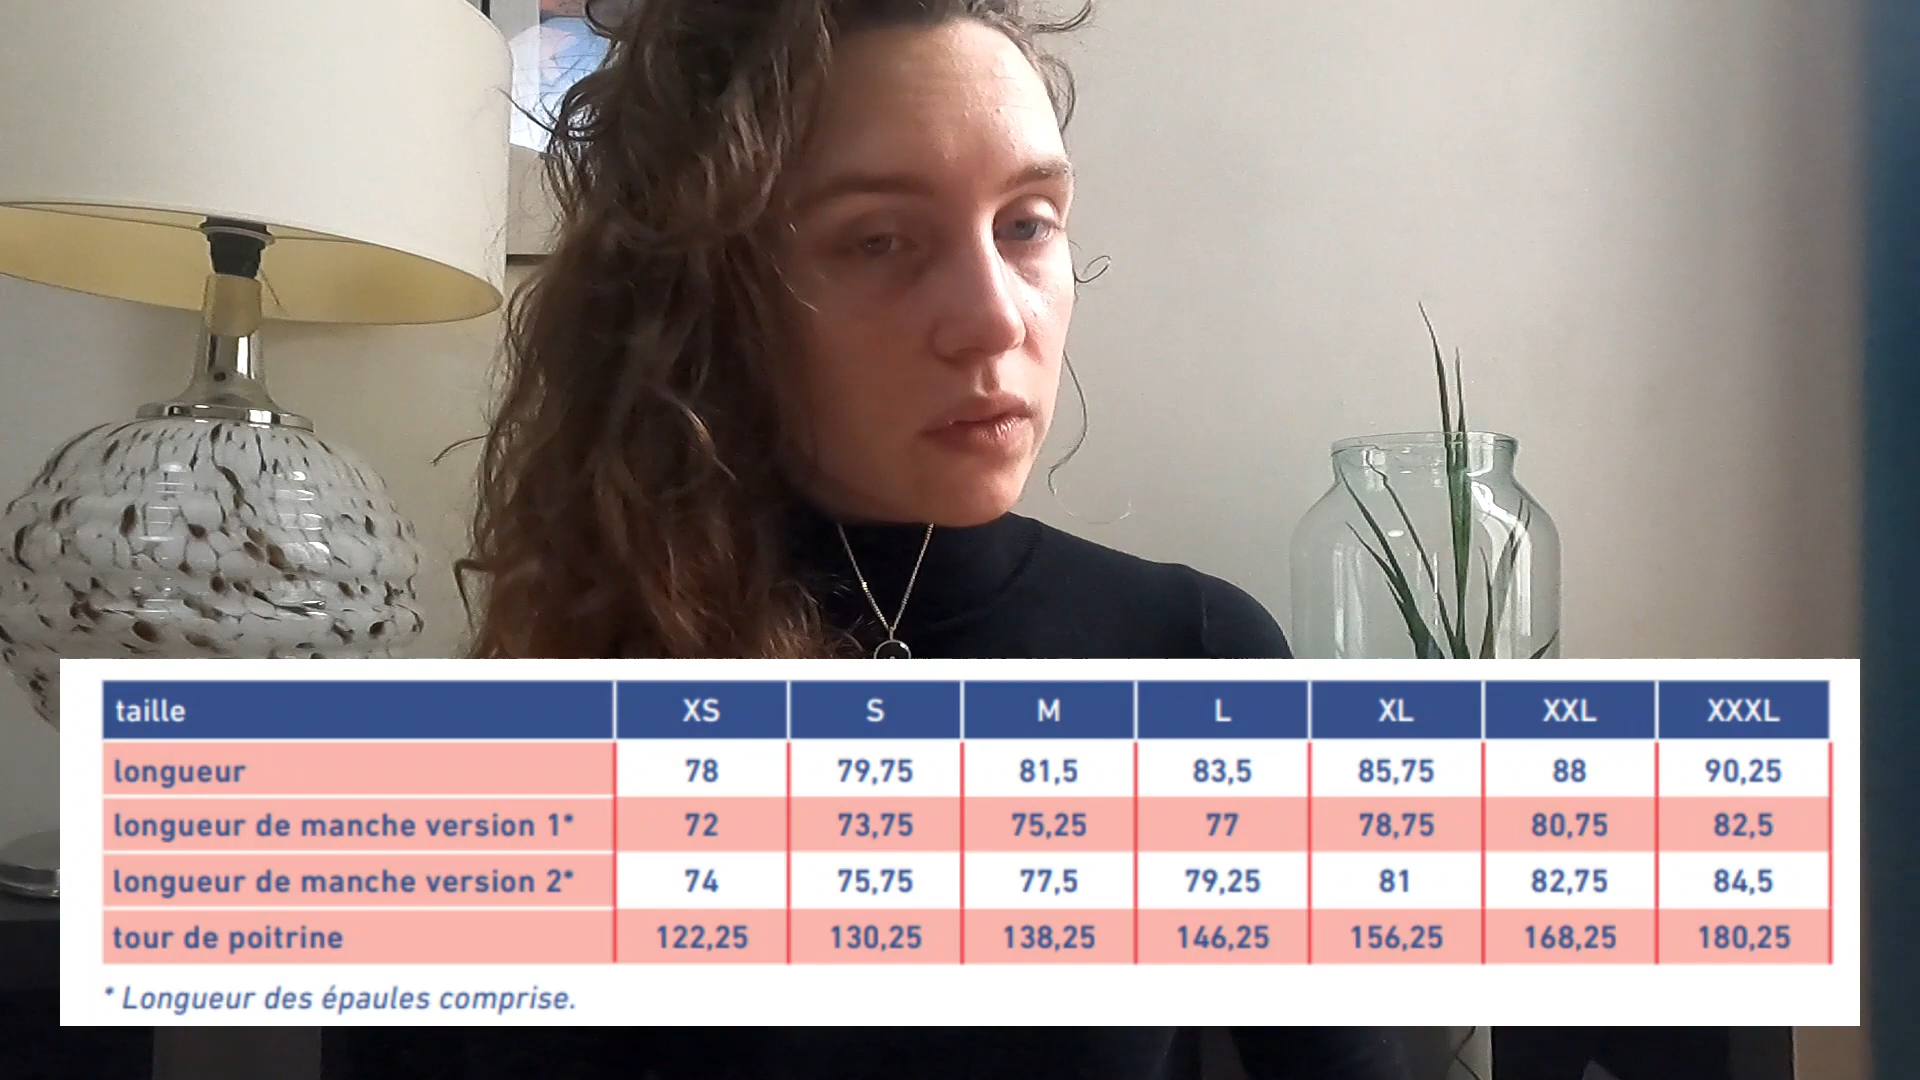 taille XS S M L XL XXL XXXL
longueur 78 79,75 81,5 83,5 85,75 88 90,25
longueur de manche version 1* 72 73,75 75,25 77 78,75 80,75 82,5
longueur de manche version 2* 74 75,75 77,5 79,25 81 82,75 84,5
tour de poitrine 122,25 130,25 138,25 146,25 156,25 168,25 180,25
* Longueur des épaules comprise.